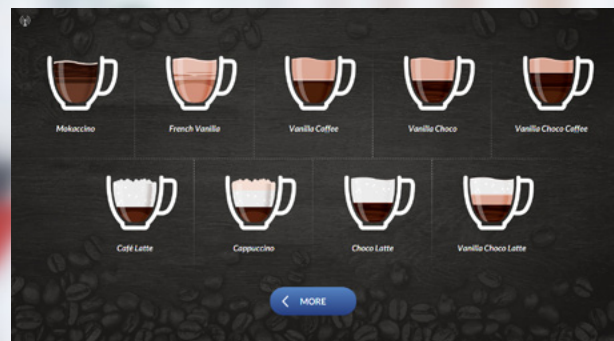 Mokaccino
French Vanilla
Vanilla Coffee
Vanilla Choco
Vanilla Choco Coffee
Café Latte
Cappuccino
Choco Latte
Vanilla Choco Latte
MORE